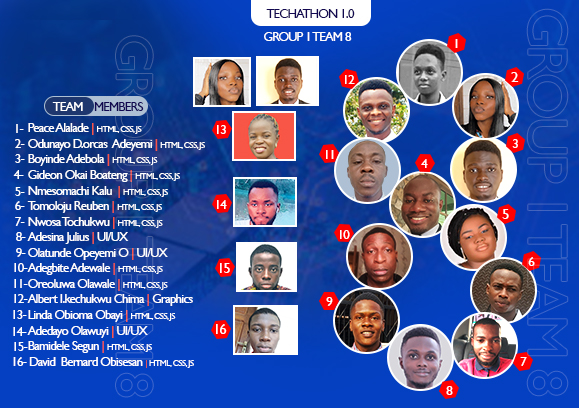 TECHATHON 1.0
GROUP 1 TEAM 8
TEAM MEMBERS
1- Peace Alalade | HTML, CSS, JS
2- Odunayo D.orcas Adeyemi | HTML, CSS, JS
3- Boyinde Adebola | HTML, CSS, JS
4- Gideon Okai Boateng | HTML, CSS, JS
5- Nmesomachi Kalu | HTML, CSS, JS
6- Tomoloju Reuben | HTML, CSS, JS
7- Nwosa Tochukwu | HTML, CSS, JS
8- Adesina Julius | UI/UX
9- Olatunde Opeyemi O | UI/UX
10-Adegbite Adewale | HTML, CSS, JS
11-Oreoluwa Olawale | HTML, CSS, JS
12-Albert I.kechukwu Chima | Graphics
13-Linda Obioma Obayi | HTML, CSS, JS
14-Adedayo Olawuyi | UI/UX
15-Bamidele Segun | HTML, CSS, JS
16- David Bernard Obisesan | HTML, CSS, JS
13
14
15
16
1
2
3
4
5
6
7
8
9
10
11
12
GROUP 1 TEAM 8
GROUP 1 TEAM 8